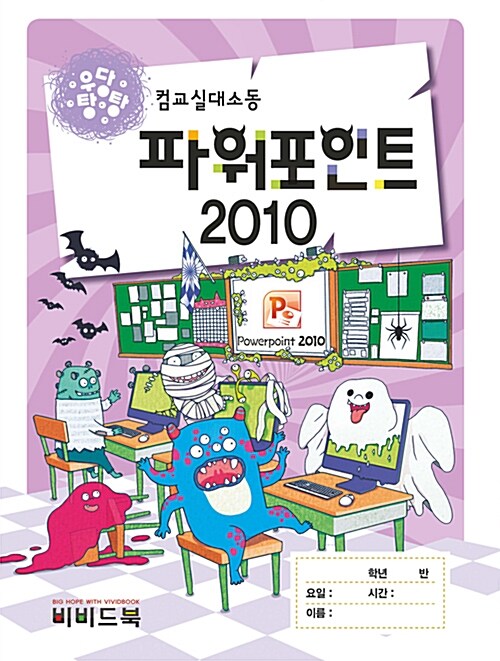 우당
탕탕
컴교실대소동
파워포인트
2010
P
Powerpoint 2010
학년 반
요일 : 시간 :
이름 :
BIG HOPE WITH VIVIDBOOK
비비드북